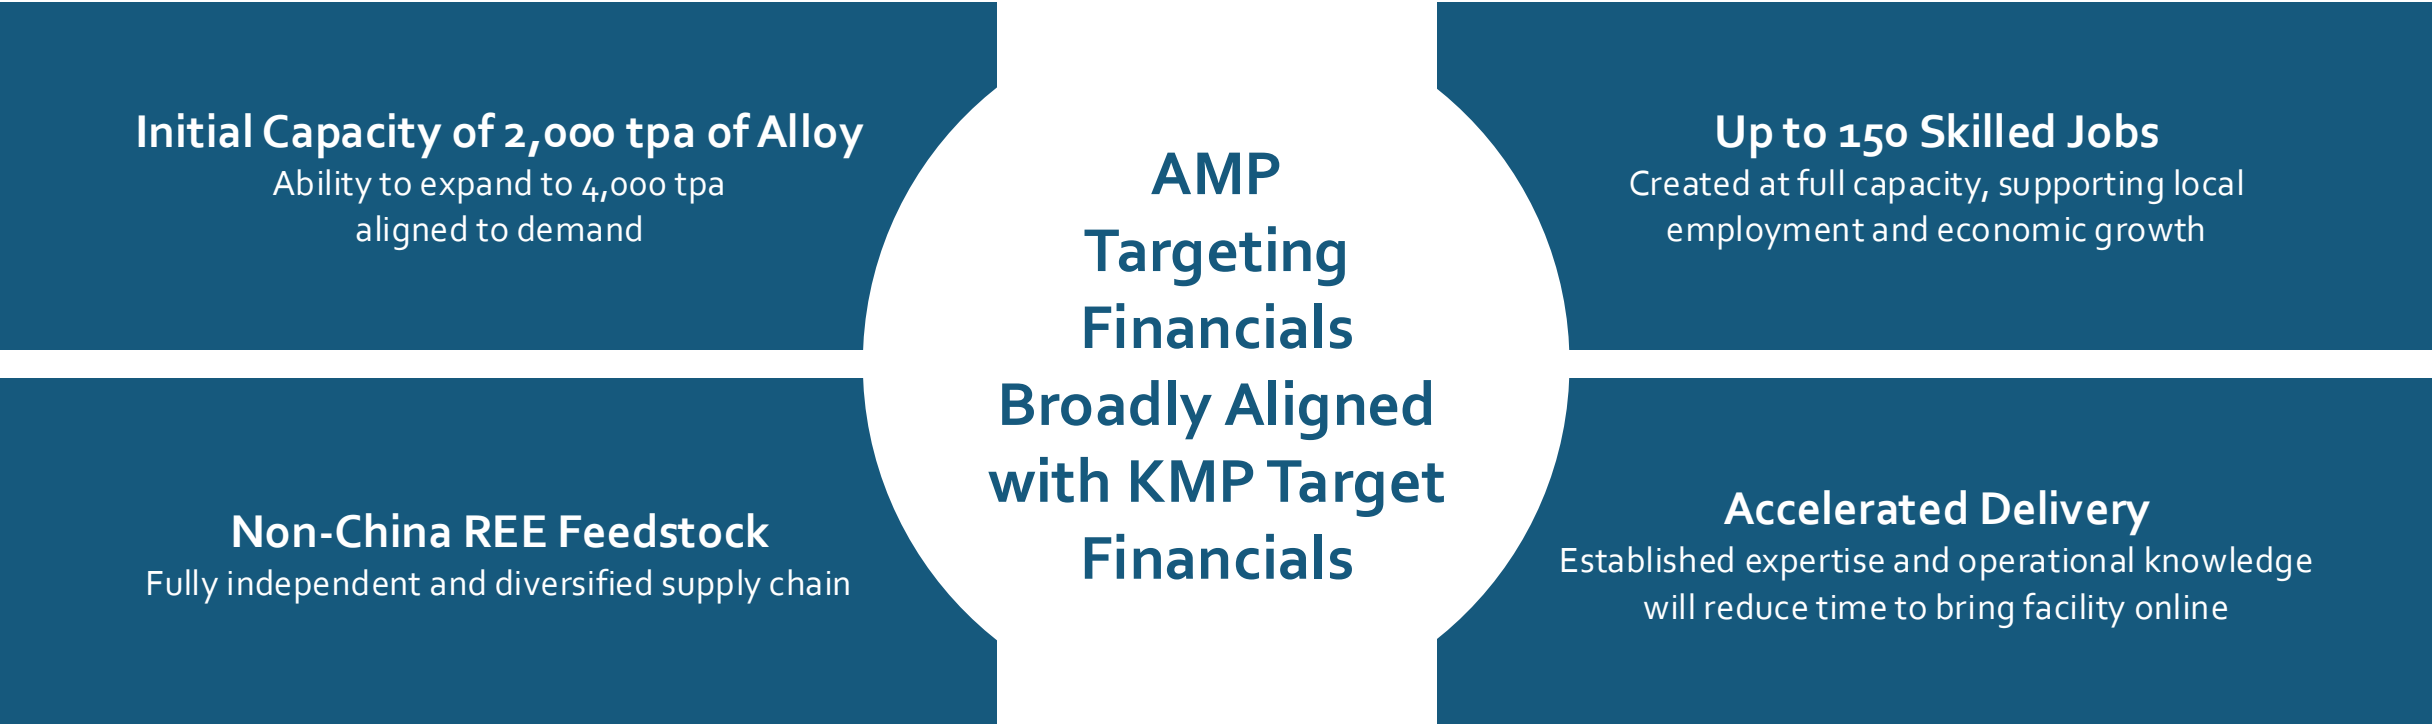 Initial Capacity of 2,000 tpa of Alloy
Ability to expand to 4,000 tpa
aligned to demand
Up to 150 Skilled Jobs
Created at full capacity, supporting local
employment and economic growth
AMP
Targeting
Financials
Broadly Aligned
with KMP Target
Financials
Non-China REE Feedstock
Fully independent and diversified supply chain
Accelerated Delivery
Established expertise and operational knowledge
will reduce time to bring facility online